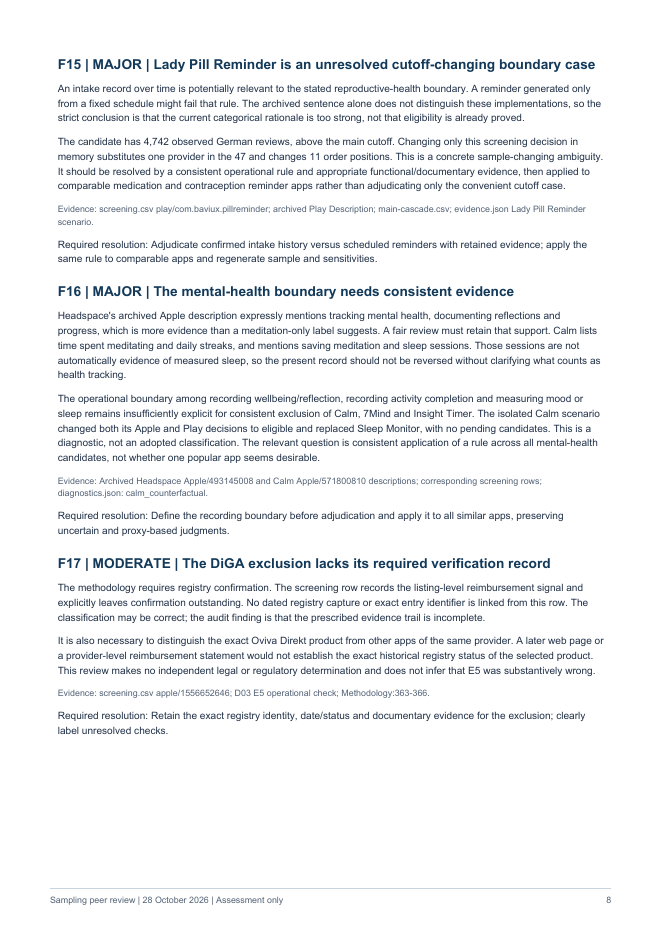 F15 | MAJOR | Lady Pill Reminder is an unresolved cutoff-changing boundary case
An intake record over time is potentially relevant to the stated reproductive-health boundary. A reminder generated only
from a fixed schedule might fail that rule. The archived sentence alone does not distinguish these implementations, so the
strict conclusion is that the current categorical rationale is too strong, not that eligibility is already proved.
The candidate has 4,742 observed German reviews, above the main cutoff. Changing only this screening decision in
memory substitutes one provider in the 47 and changes 11 order positions. This is a concrete sample-changing ambiguity.
It should be resolved by a consistent operational rule and appropriate functional/documentary evidence, then applied to
comparable medication and contraception reminder apps rather than adjudicating only the convenient cutoff case.
Evidence: screening.csv play/com.baviux.pillreminder; archived Play Description; main-cascade.csv; evidence.json Lady Pill Reminder
scenario.
Required resolution: Adjudicate confirmed intake history versus scheduled reminders with retained evidence; apply the
same rule to comparable apps and regenerate sample and sensitivities.
F16 | MAJOR | The mental-health boundary needs consistent evidence
Headspace's archived Apple description expressly mentions tracking mental health, documenting reflections and
progress, which is more evidence than a meditation-only label suggests. A fair review must retain that support. Calm lists
time spent meditating and daily streaks, and mentions saving meditation and sleep sessions. Those sessions are not
automatically evidence of measured sleep, so the present record should not be reversed without clarifying what counts as
health tracking.
The operational boundary among recording wellbeing/reflection, recording activity completion and measuring mood or
sleep remains insufficiently explicit for consistent exclusion of Calm, 7Mind and Insight Timer. The isolated Calm scenario
changed both its Apple and Play decisions to eligible and replaced Sleep Monitor, with no pending candidates. This is a
diagnostic, not an adopted classification. The relevant question is consistent application of a rule across all mental-health
candidates, not whether one popular app seems desirable.
Evidence: Archived Headspace Apple/493145008 and Calm Apple/571800810 descriptions; corresponding screening rows;
diagnostics.json: calm_counterfactual.
Required resolution: Define the recording boundary before adjudication and apply it to all similar apps, preserving
uncertain and proxy-based judgments.
F17 | MODERATE | The DiGA exclusion lacks its required verification record
The methodology requires registry confirmation. The screening row records the listing-level reimbursement signal and
explicitly leaves confirmation outstanding. No dated registry capture or exact entry identifier is linked from this row. The
classification may be correct; the audit finding is that the prescribed evidence trail is incomplete.
It is also necessary to distinguish the exact Oviva Direkt product from other apps of the same provider. A later web page or
a provider-level reimbursement statement would not establish the exact historical registry status of the selected product.
This review makes no independent legal or regulatory determination and does not infer that E5 was substantively wrong.
Evidence: screening.csv apple/1556652646; D03 E5 operational check; Methodology:363-366.
Required resolution: Retain the exact registry identity, date/status and documentary evidence for the exclusion; clearly
label unresolved checks.
Sampling peer review | 28 October 2026 | Assessment only
8